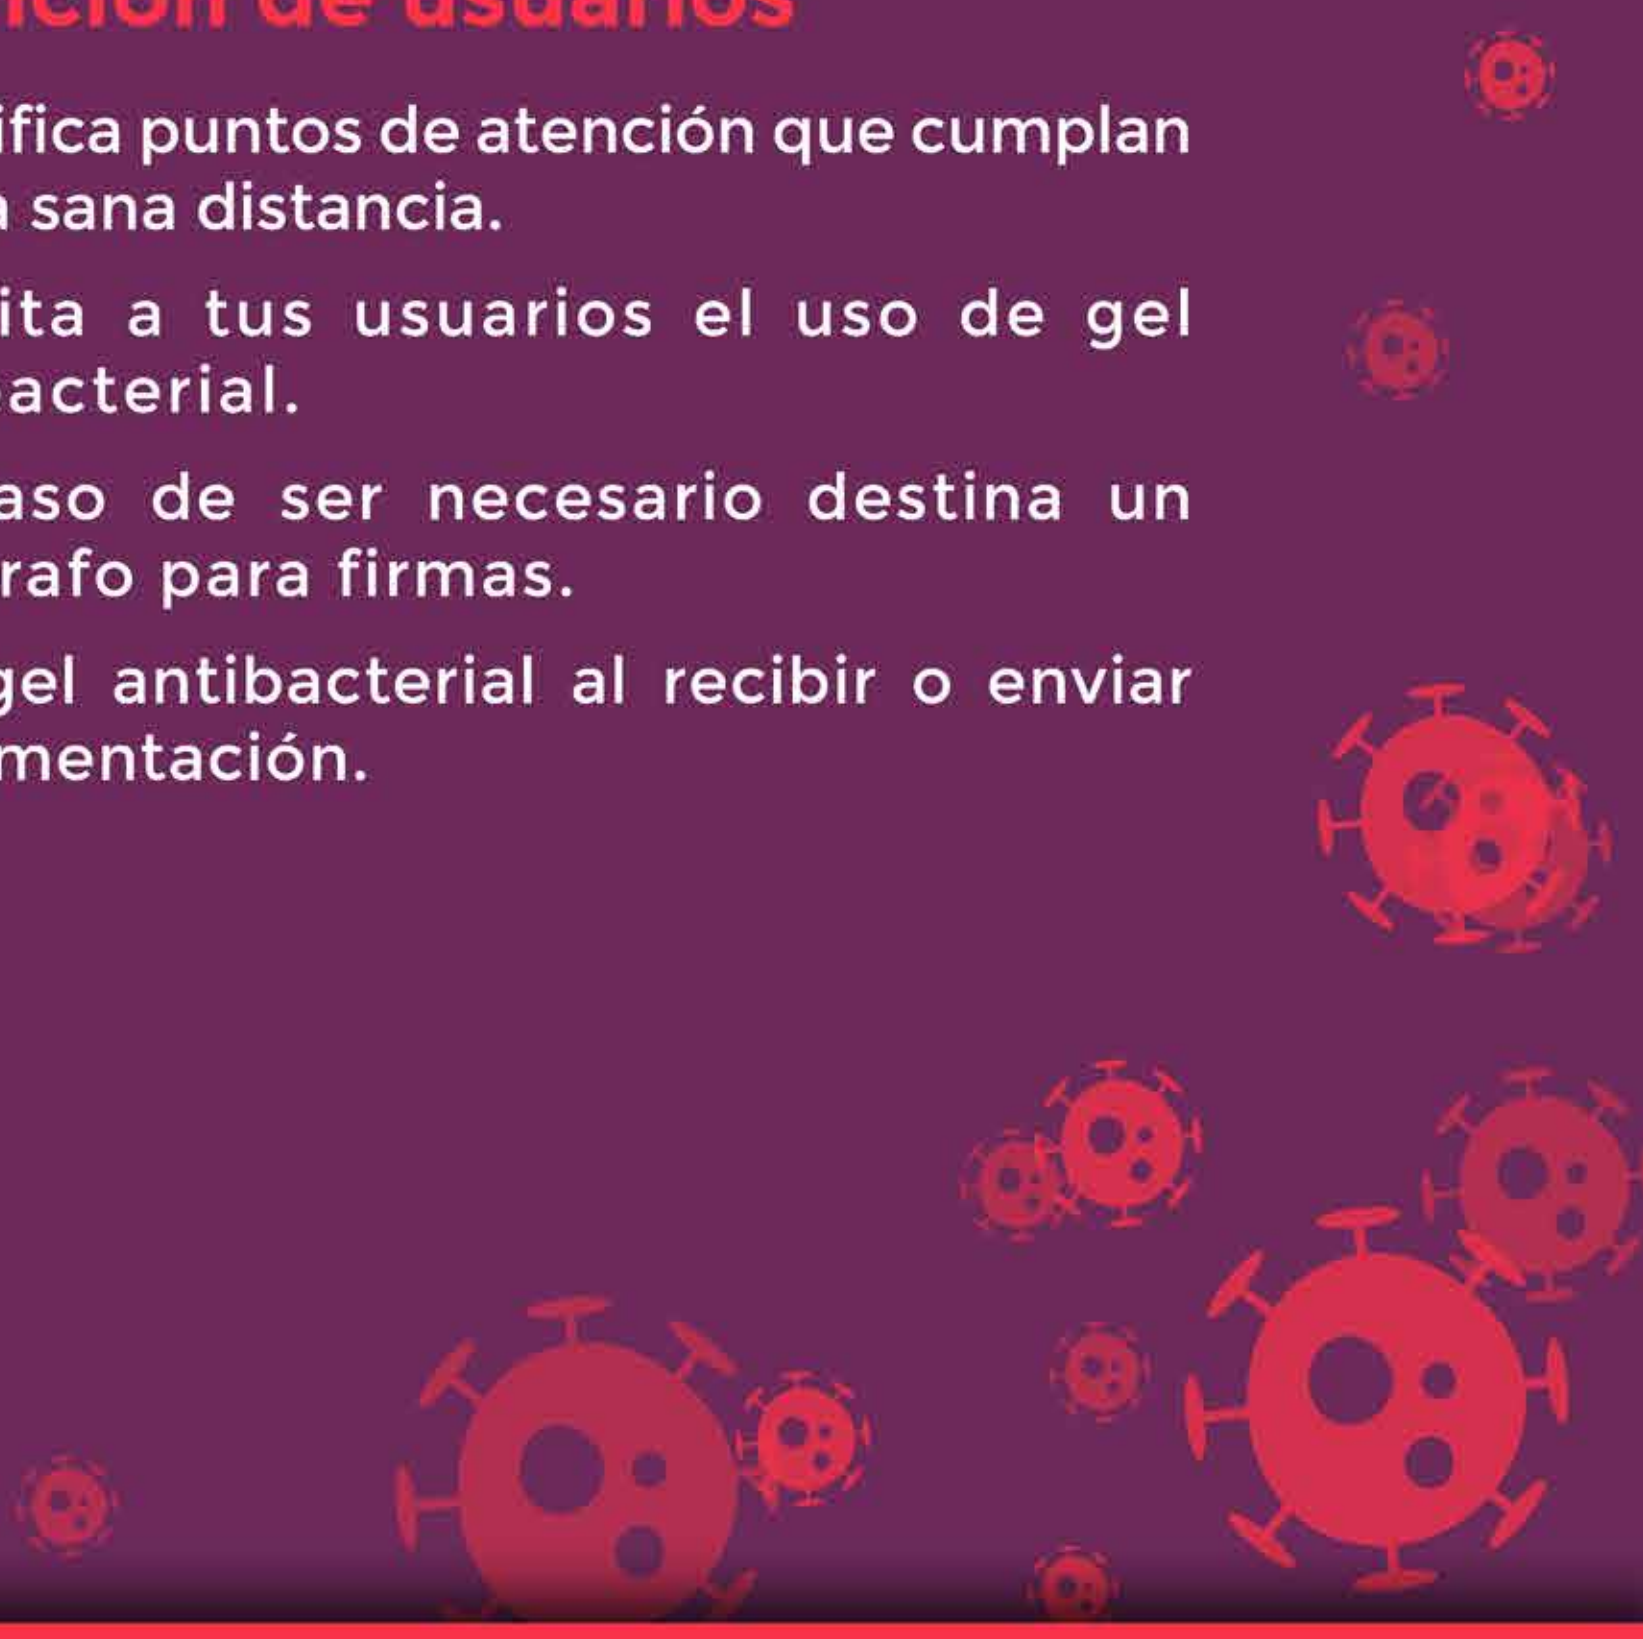 ción de usuarios
ifica puntos de atención que cumplan
a sana distancia.
ita a tus usuarios el uso de gel
acterial.
aso de ser necesario destina un
rafo para firmas.
gel antibacterial al recibir o enviar
mentación.